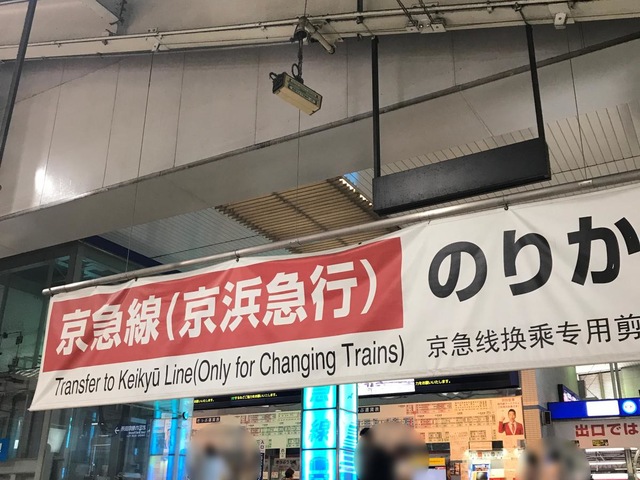 京急線(京浜急行)
のりか
Transfer to Keikyū Line(Only for Changing Trains)
京急线换乘专用剪
出口では